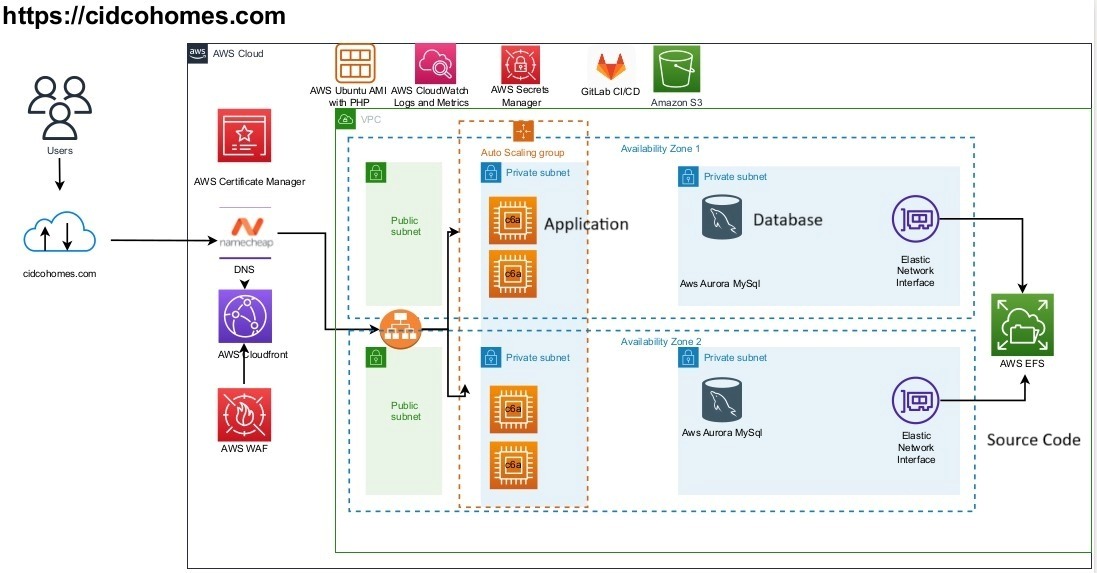 https://cidcohomes.com
aws
AWS Cloud
AWS Ubuntu AMI
with PHP
AWS CloudWatch
Logs and Metrics
AWS Secrets
Manager
GitLab CI/CD
Amazon S3
VPC
Users
AWS Certificate Manager
Auto Scaling group
Availability Zone 1
Private subnet
Private subnet
Public
subnet
c6a
Application
Database
namecheap
cidcohomes.com
DNS
c6a
Aws Aurora MySql
Elastic
Network
Interface
AWS Cloudfront
Availability Zone 2
Private subnet
Private subnet
AWS EFS
Public
subnet
c6a
Aws Aurora MySql
Elastic
Network
Interface
Source Code
AWS WAF
c6a